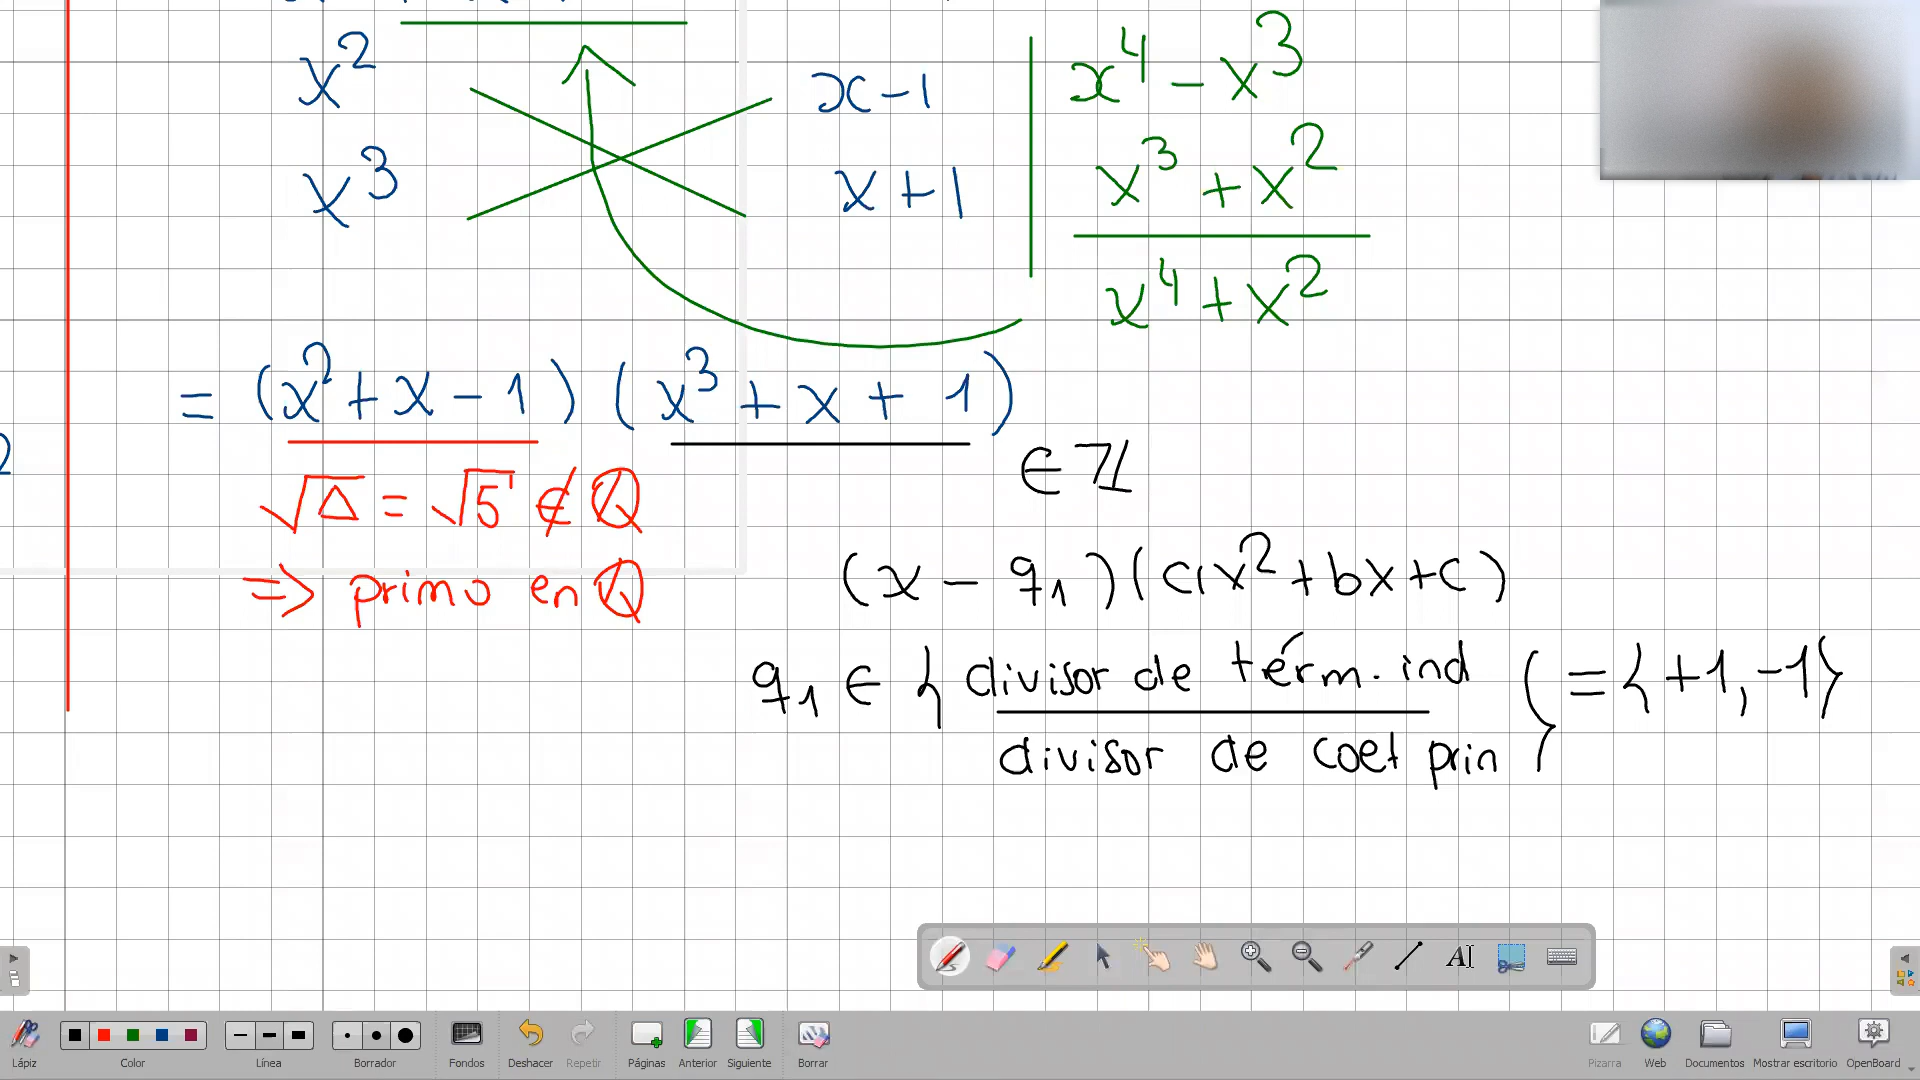 x² x-1 x⁴ - x³
x³ x+1 x³ + x²
x⁴ + x²
= (x² + x - 1) (x³ + x + 1)
2
∈ ℤ
√Δ = √5 ∉ ℚ
=> primo en ℚ
(x - q₁)(ax² + bx + c)
q₁ ∈ { divisor de térm. ind } = {+1, -1}
divisor de coef prin
Lápiz Color Línea Borrador Fondos Deshacer Repetir Páginas Anterior Siguiente Borrar Pizarra Web Documentos Mostrar escritorio OpenBoard